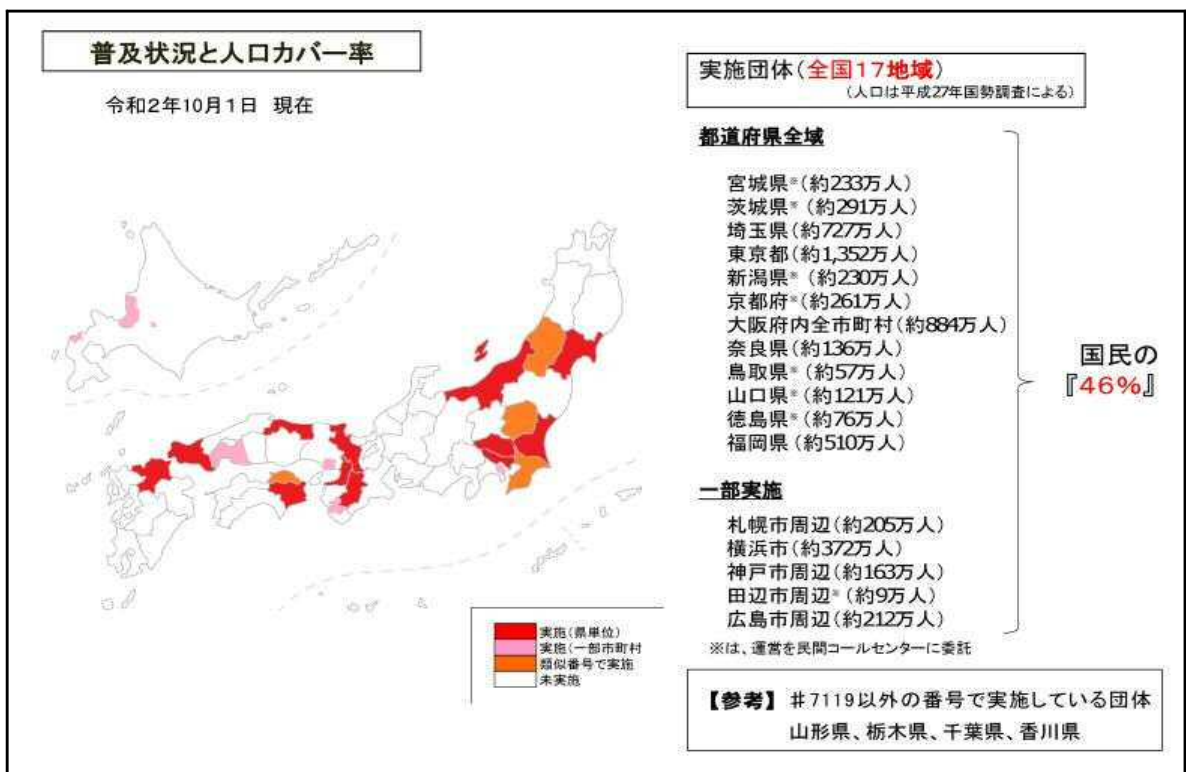 普及状況と人口カバー率
令和2年10月1日 現在
実施団体(全国17地域)
(人口は平成27年国勢調査による)
都道府県全域
宮城県※(約233万人)
茨城県※(約291万人)
埼玉県(約727万人)
東京都(約1,352万人)
新潟県※(約230万人)
京都府※(約261万人)
大阪府内全市町村(約884万人)
奈良県(約136万人)
鳥取県※(約57万人)
山口県※(約121万人)
徳島県※(約76万人)
福岡県(約510万人)
国民の
『46%』
一部実施
札幌市周辺(約205万人)
横浜市(約372万人)
神戸市周辺(約163万人)
田辺市周辺※(約9万人)
広島市周辺(約212万人)
※は、運営を民間コールセンターに委託
実施(県単位)
実施(一部市町村
類似番号で実施
未実施
【参考】 #7119以外の番号で実施している団体
山形県、栃木県、千葉県、香川県